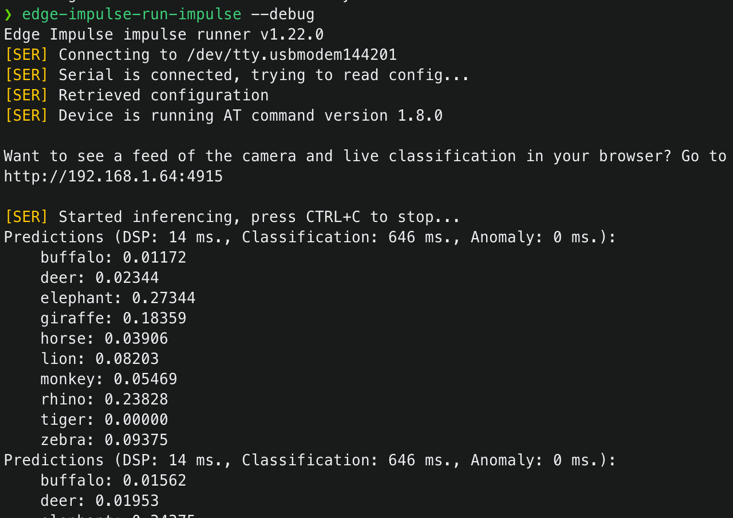 ❯ edge-impulse-run-impulse --debug
Edge Impulse impulse runner v1.22.0
[SER] Connecting to /dev/tty.usbmodem144201
[SER] Serial is connected, trying to read config...
[SER] Retrieved configuration
[SER] Device is running AT command version 1.8.0
Want to see a feed of the camera and live classification in your browser? Go to
http://192.168.1.64:4915
[SER] Started inferencing, press CTRL+C to stop...
Predictions (DSP: 14 ms., Classification: 646 ms., Anomaly: 0 ms.):
buffalo: 0.01172
deer: 0.02344
elephant: 0.27344
giraffe: 0.18359
horse: 0.03906
lion: 0.08203
monkey: 0.05469
rhino: 0.23828
tiger: 0.00000
zebra: 0.09375
Predictions (DSP: 14 ms., Classification: 646 ms., Anomaly: 0 ms.):
buffalo: 0.01562
deer: 0.01953